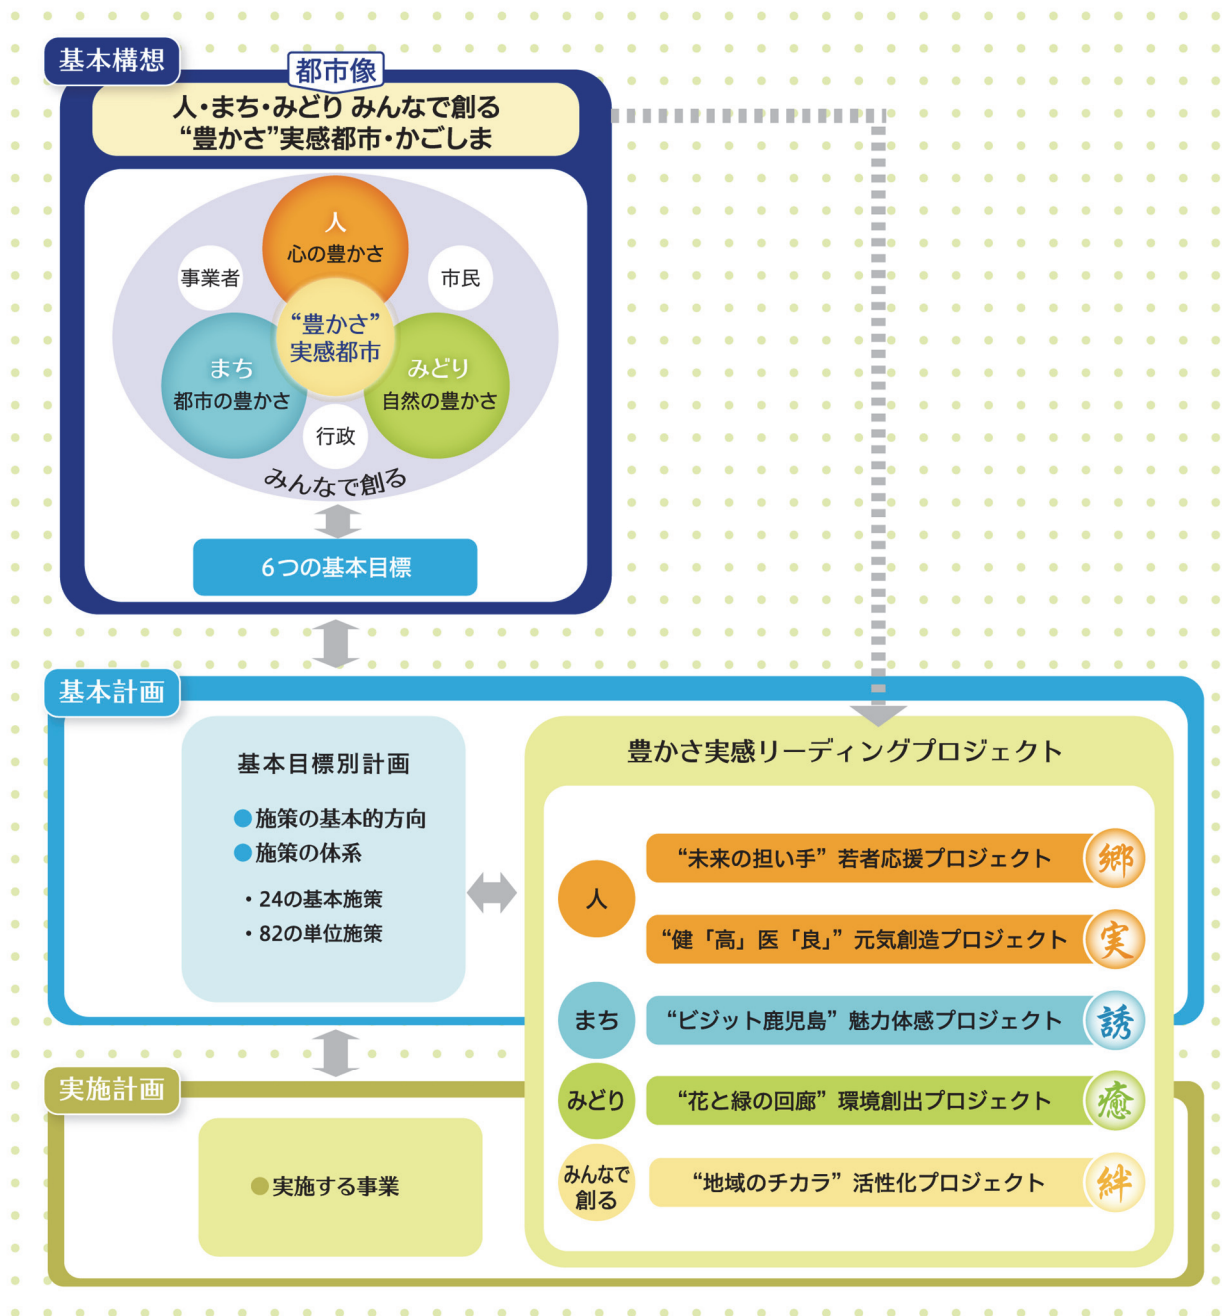 基本構想
都市像
人・まち・みどり みんなで創る
“豊かさ”実感都市・かごしま
人
心の豊かさ
事業者
市民
“豊かさ”
実感都市
まち
都市の豊かさ
みどり
自然の豊かさ
行政
みんなで創る
6つの基本目標
基本計画
基本目標別計画
●施策の基本的方向
●施策の体系
・24の基本施策
・82の単位施策
豊かさ実感リーディングプロジェクト
人
“未来の担い手” 若者応援プロジェクト
郷
“健「高」医「良」” 元気創造プロジェクト
実
まち
“ビジット鹿児島” 魅力体感プロジェクト
誘
みどり
“花と緑の回廊” 環境創出プロジェクト
癒
みんなで
創る
“地域のチカラ” 活性化プロジェクト
絆
実施計画
●実施する事業